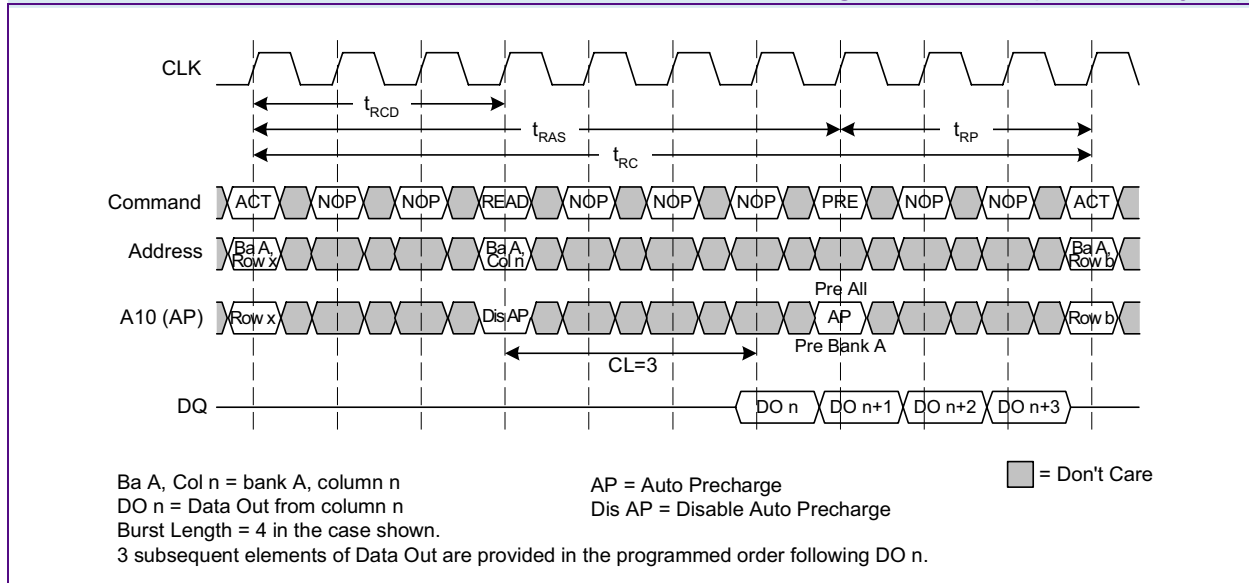 CLK
tRCD
tRAS
tRP
tRC
Command ACT NOP NOP READ NOP NOP NOP PRE NOP NOP ACT
Address Ba A, Row x Ba A, Col n Ba A, Row b
Pre All
A10 (AP) Row x Dis AP AP Row b
Pre Bank A
CL=3
DQ DO n DO n+1 DO n+2 DO n+3
Ba A, Col n = bank A, column n
DO n = Data Out from column n
Burst Length = 4 in the case shown.
3 subsequent elements of Data Out are provided in the programmed order following DO n.
AP = Auto Precharge
Dis AP = Disable Auto Precharge
= Don't Care